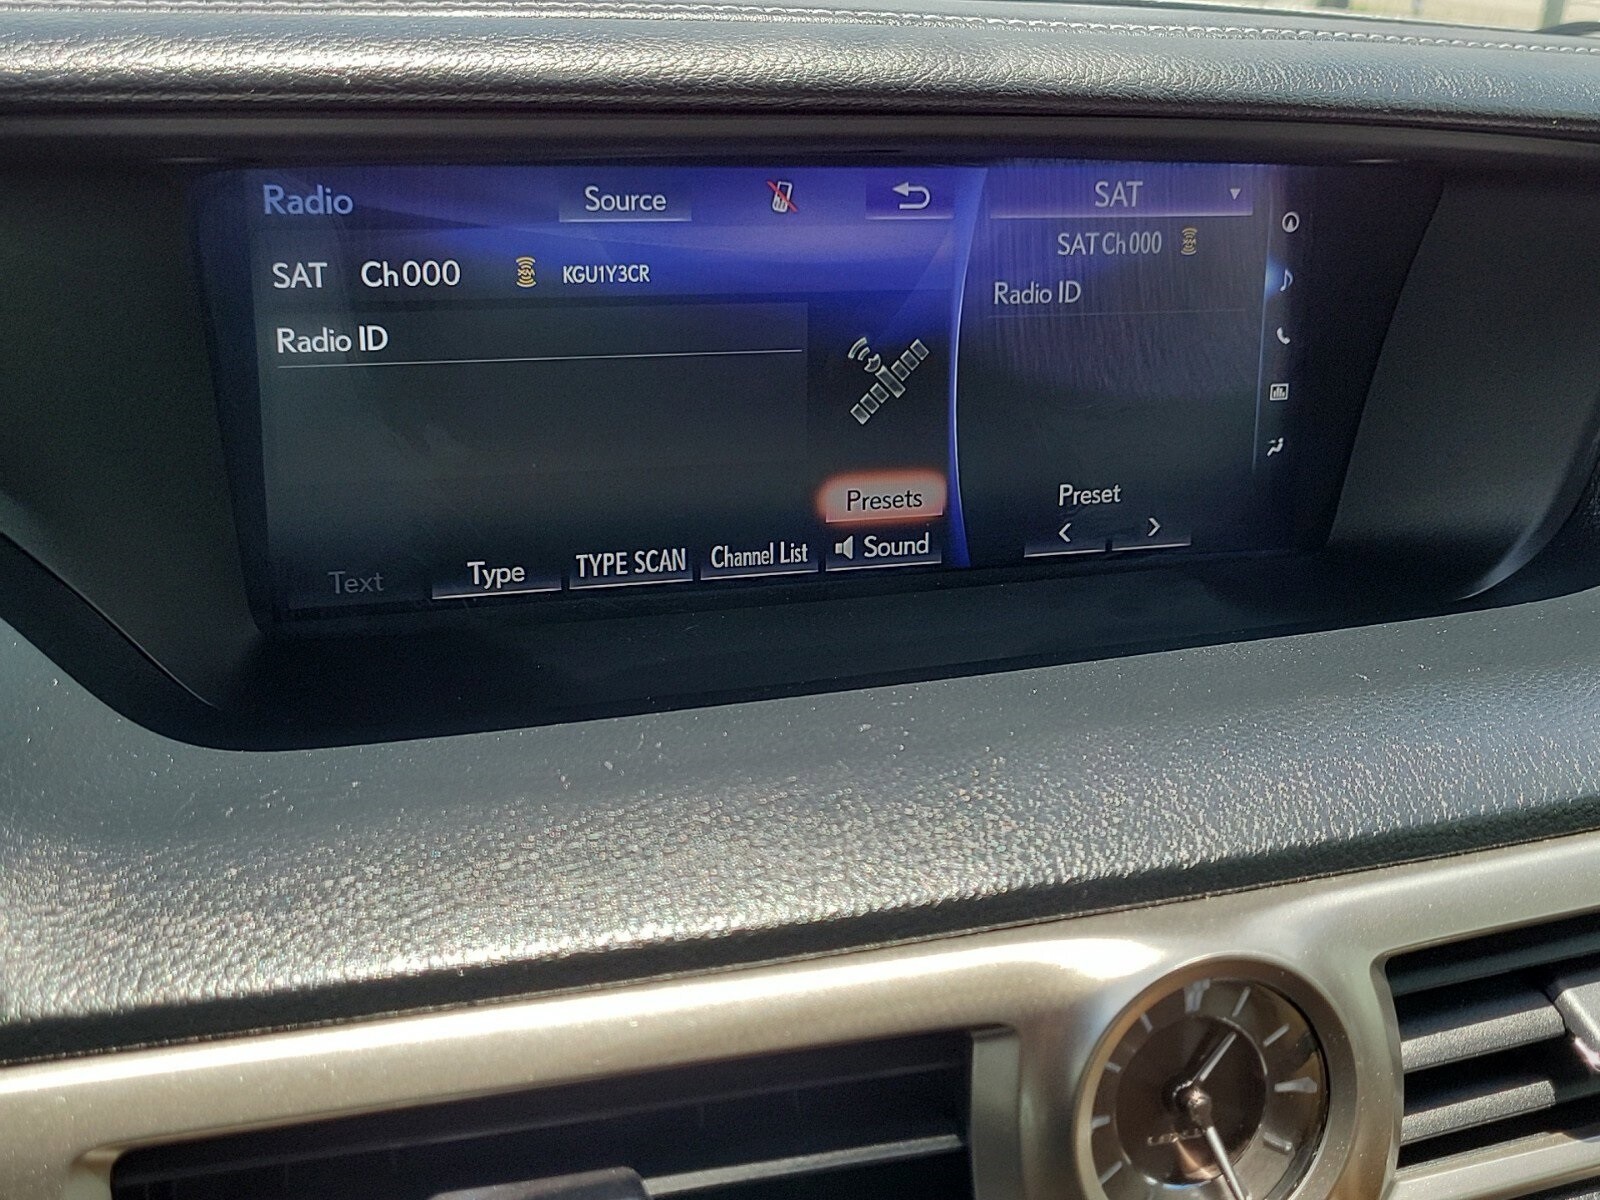 Radio Source SAT
SAT Ch000 XM KGU1Y3CR
SAT Ch000
Radio ID
Radio ID
Presets
Preset
Text Type TYPE SCAN Channel List Sound
< >